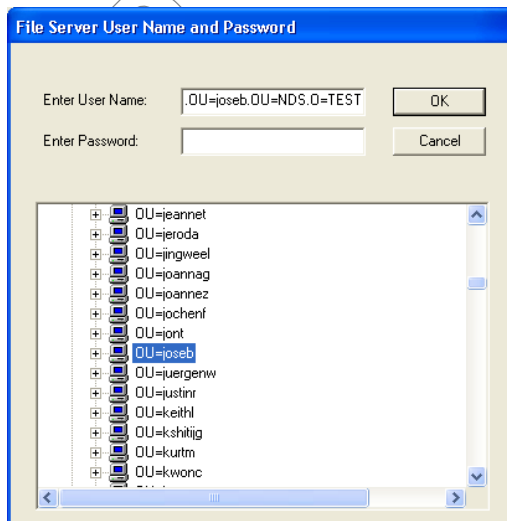 File Server User Name and Password
Enter User Name: .OU=joseb.OU=NDS.O=TEST OK
Enter Password: Cancel
OU=jeannet
OU=jeroda
OU=jingweel
OU=joannag
OU=joannez
OU=jochenf
OU=jont
OU=joseb
OU=juergenw
OU=justinr
OU=keithl
OU=kshitijg
OU=kurtm
OU=kwonc